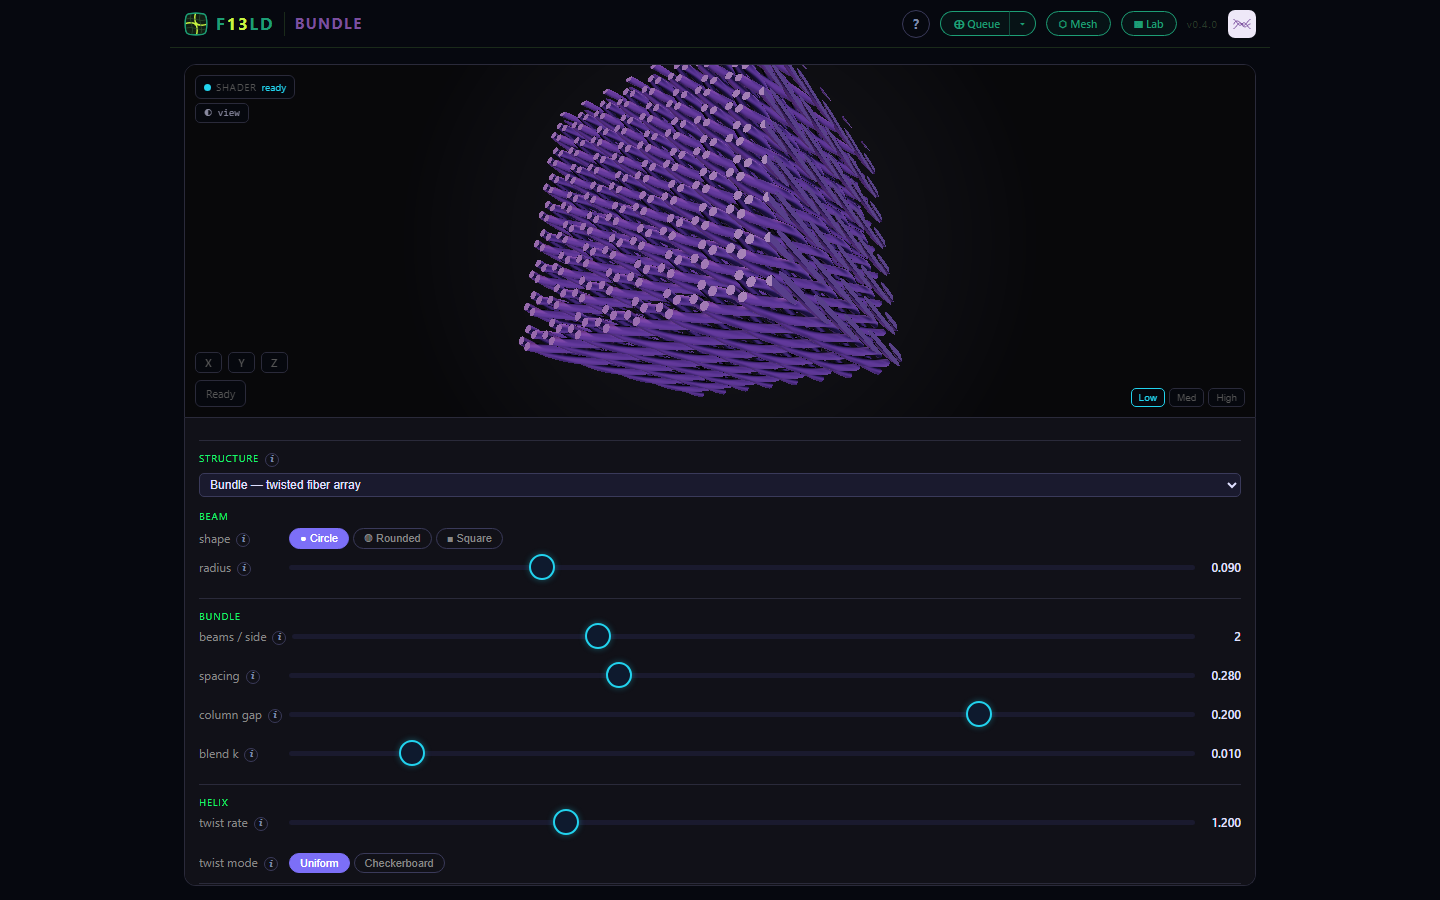 F13LD BUNDLE
? Queue Mesh Lab v0.4.0
SHADER ready
view
X Y Z
Ready
Low Med High
STRUCTURE i
Bundle — twisted fiber array
BEAM
shape i Circle Rounded Square
radius i 0.090
BUNDLE
beams / side i 2
spacing i 0.280
column gap i 0.200
blend k i 0.010
HELIX
twist rate i 1.200
twist mode i Uniform Checkerboard